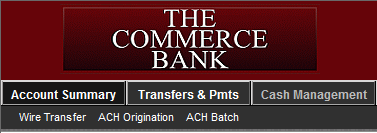 THE
COMMERCE
BANK
Account Summary Transfers & Pmts Cash Management
Wire Transfer ACH Origination ACH Batch